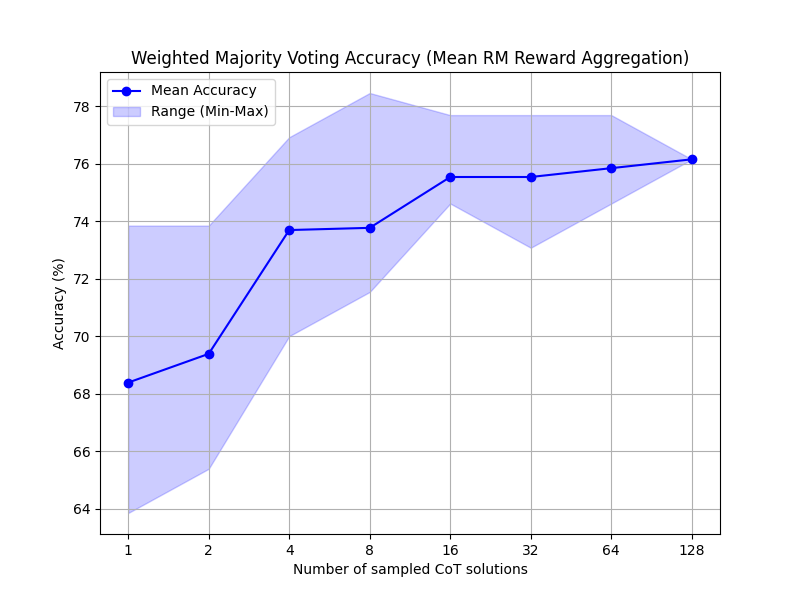 Weighted Majority Voting Accuracy (Mean RM Reward Aggregation)
Mean Accuracy
Range (Min-Max)
78
76
74
72
70
68
66
64
Accuracy (%)
1 2 4 8 16 32 64 128
Number of sampled CoT solutions